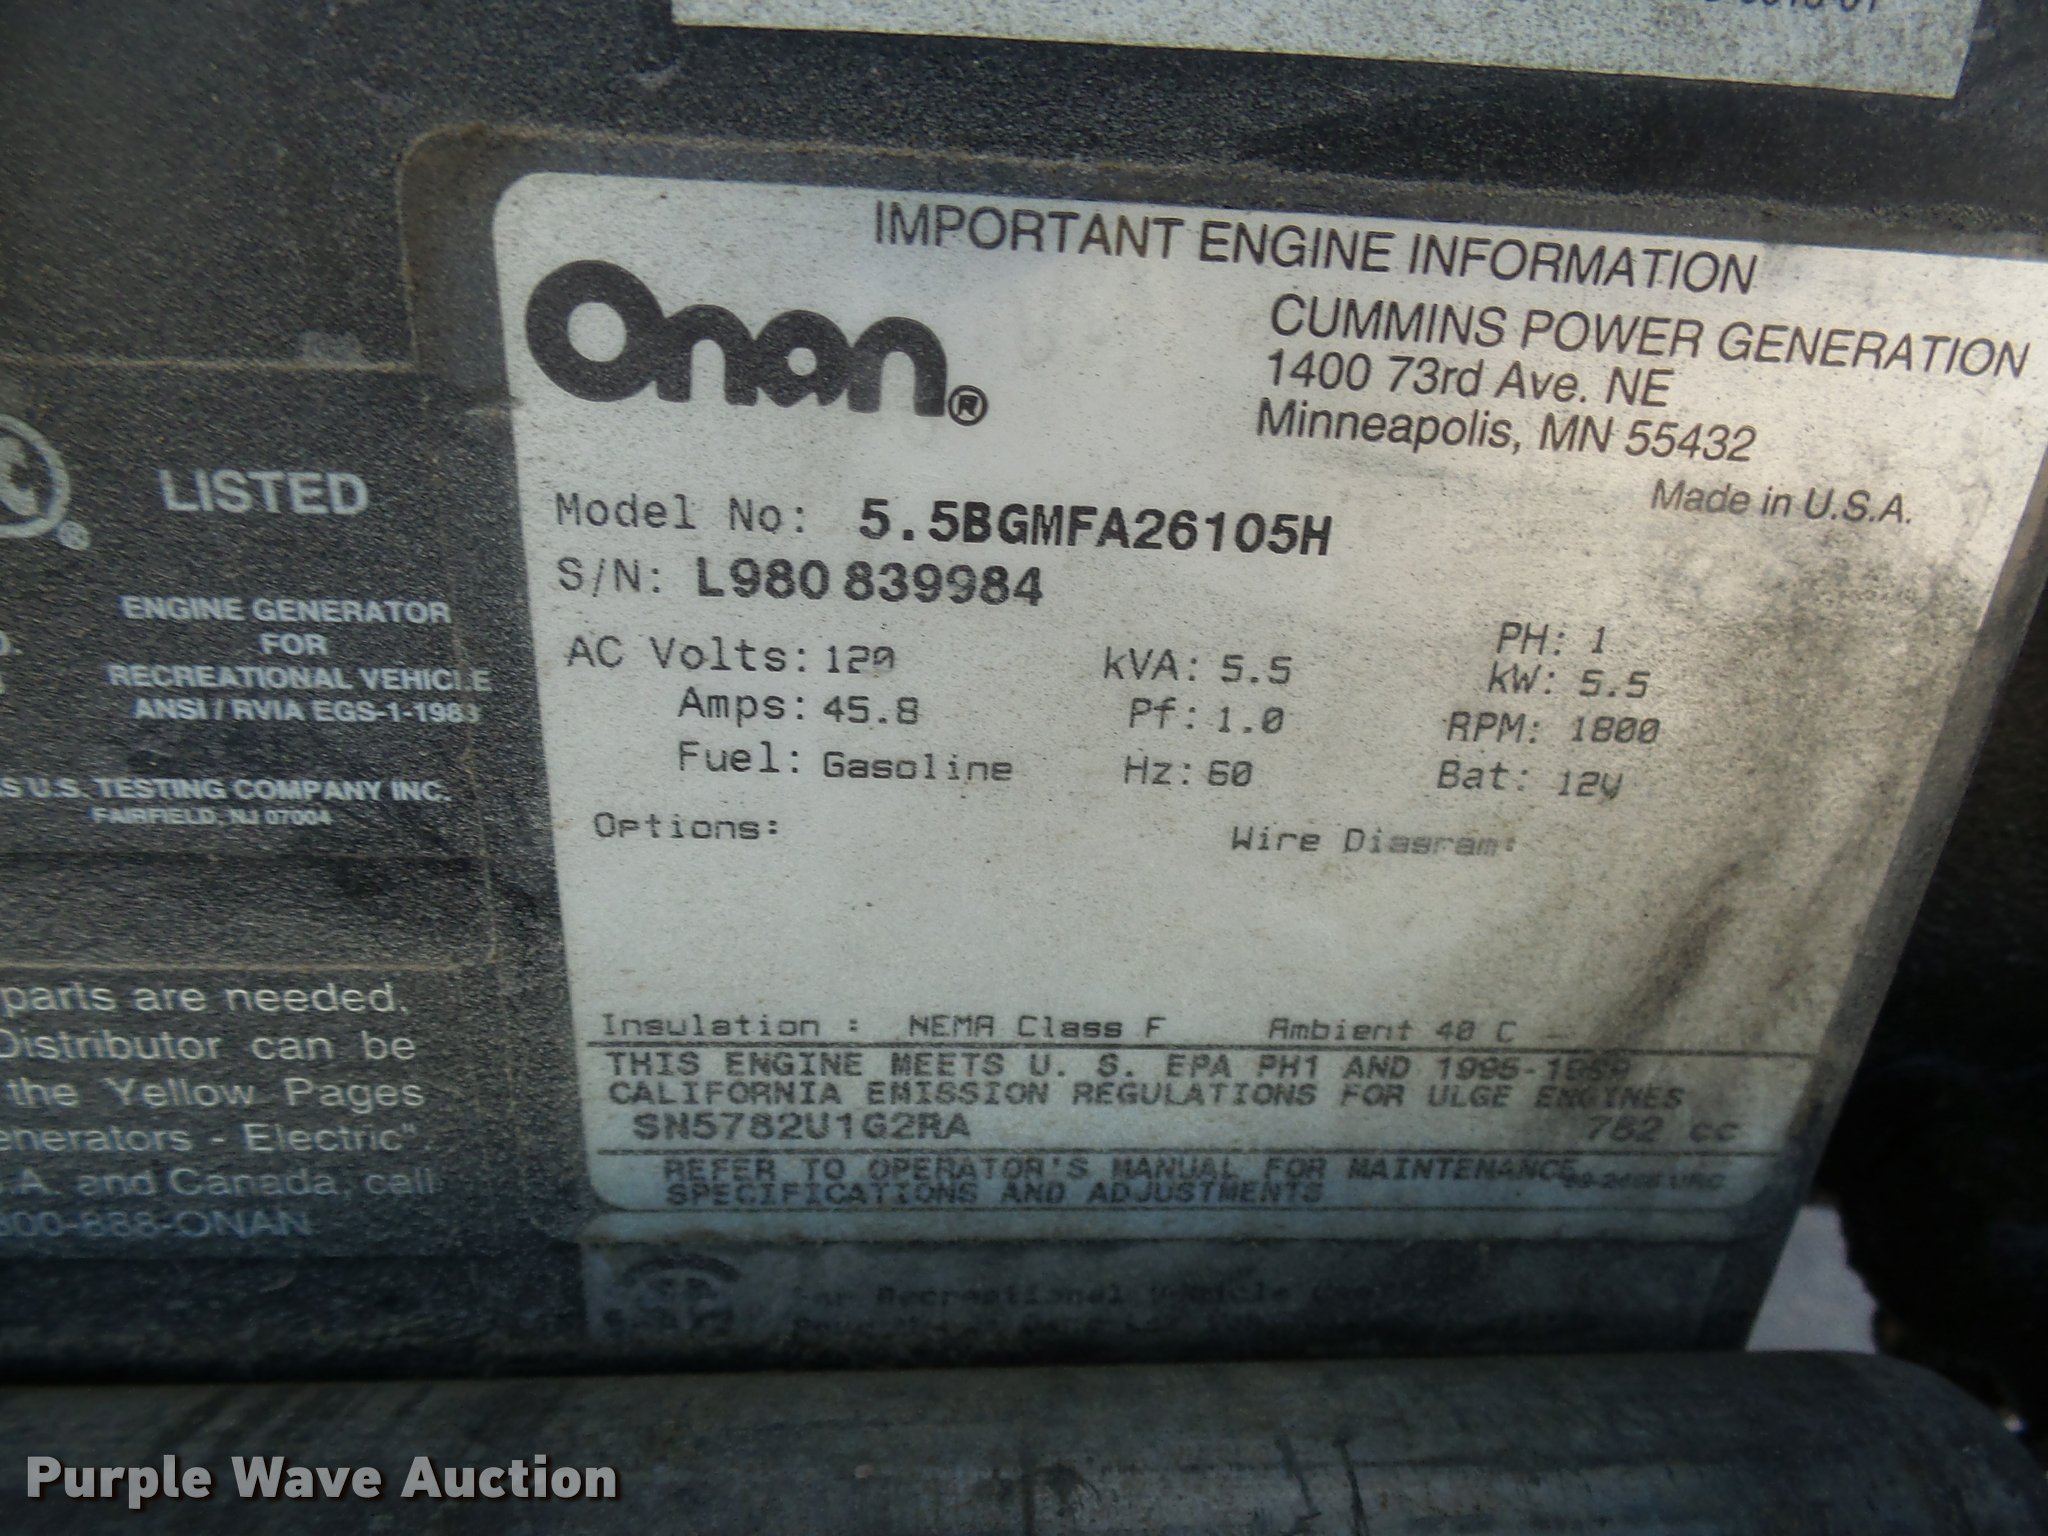 IMPORTANT ENGINE INFORMATION
Onan®
CUMMINS POWER GENERATION
1400 73rd Ave. NE
Minneapolis, MN 55432
Made in U.S.A.
Model No: 5.5BGMFA26105H
S/N: L980839984
AC Volts: 120 kVA: 5.5 PH: 1
Amps: 45.8 Pf: 1.0 kW: 5.5
Fuel: Gasoline Hz: 60 RPM: 1800
Bat: 12V
Options: Wire Diagram:
Insulation : NEMA Class F Ambient 40 C
THIS ENGINE MEETS U. S. EPA PH1 AND 1995-1999
CALIFORNIA EMISSION REGULATIONS FOR ULGE ENGINES
SN5782U1G2RA 782 cc
REFER TO OPERATOR'S MANUAL FOR MAINTENANCE
SPECIFICATIONS AND ADJUSTMENTS
LISTED
ENGINE GENERATOR
FOR
RECREATIONAL VEHICLE
ANSI / RVIA EGS-1-1983
U.S. TESTING COMPANY INC.
FAIRFIELD, NJ 07004
parts are needed,
Distributor can be
the Yellow Pages
enerators - Electric".
.A. and Canada, call
800-888-ONAN
Recreational Vehicle
Purple Wave Auction